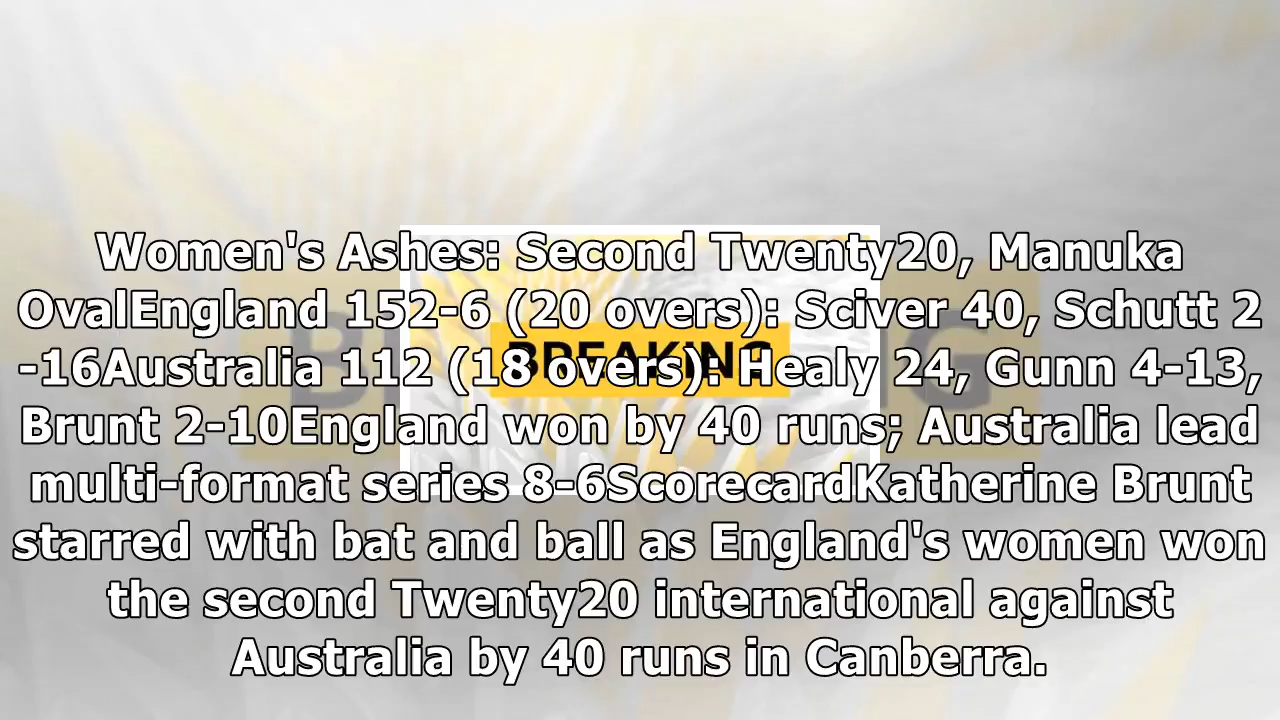 Women's Ashes: Second Twenty20, Manuka
OvalEngland 152-6 (20 overs): Sciver 40, Schutt 2
-16Australia 112 (18 overs): Healy 24, Gunn 4-13,
Brunt 2-10England won by 40 runs; Australia lead
multi-format series 8-6ScorecardKatherine Brunt
starred with bat and ball as England's women won
the second Twenty20 international against
Australia by 40 runs in Canberra.
BREAKING